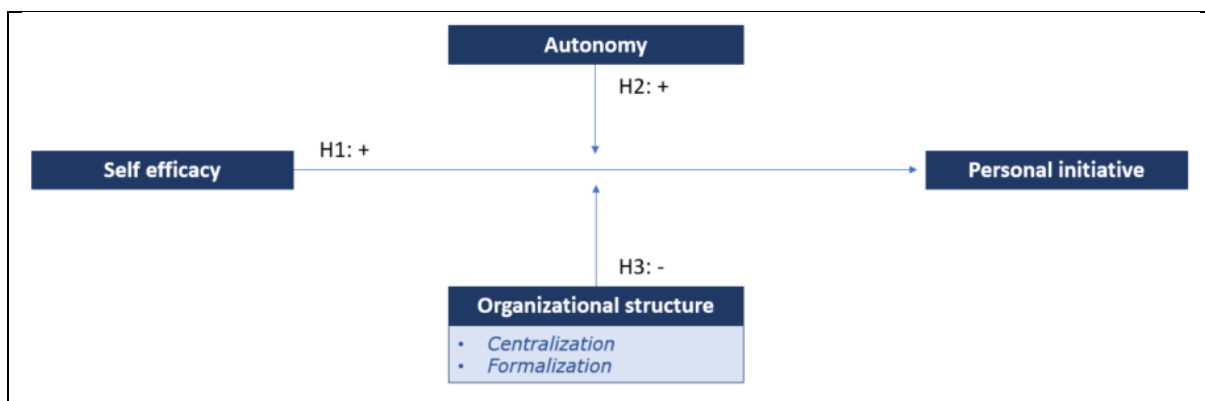 Autonomy
H2: +
H1: +
Self efficacy
Personal initiative
H3: -
Organizational structure
• Centralization
• Formalization